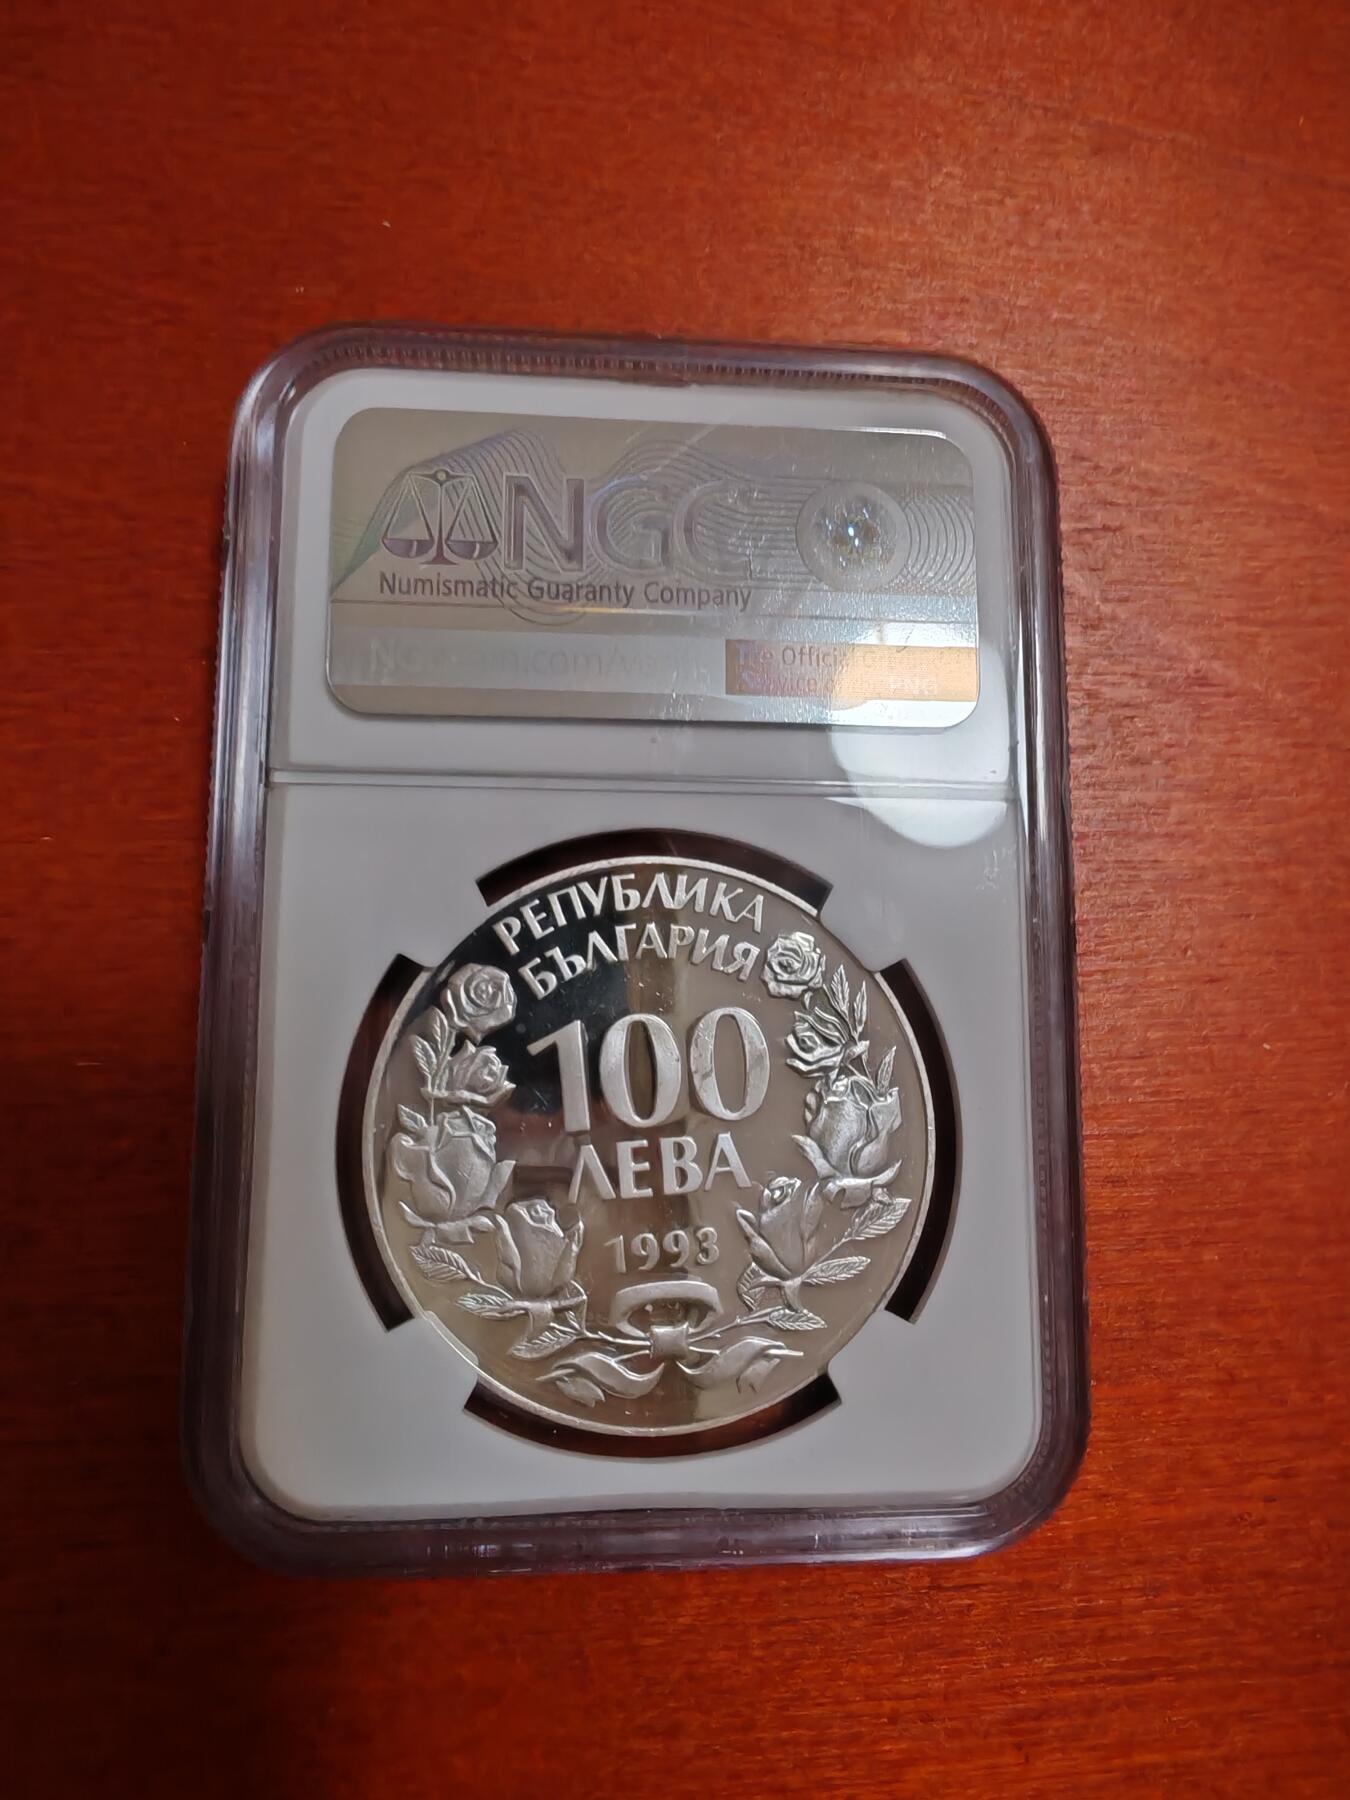 NGC
Numismatic Guaranty Company
РЕПУБЛИКА
БЪЛГАРИЯ
100
ЛЕВА
1993